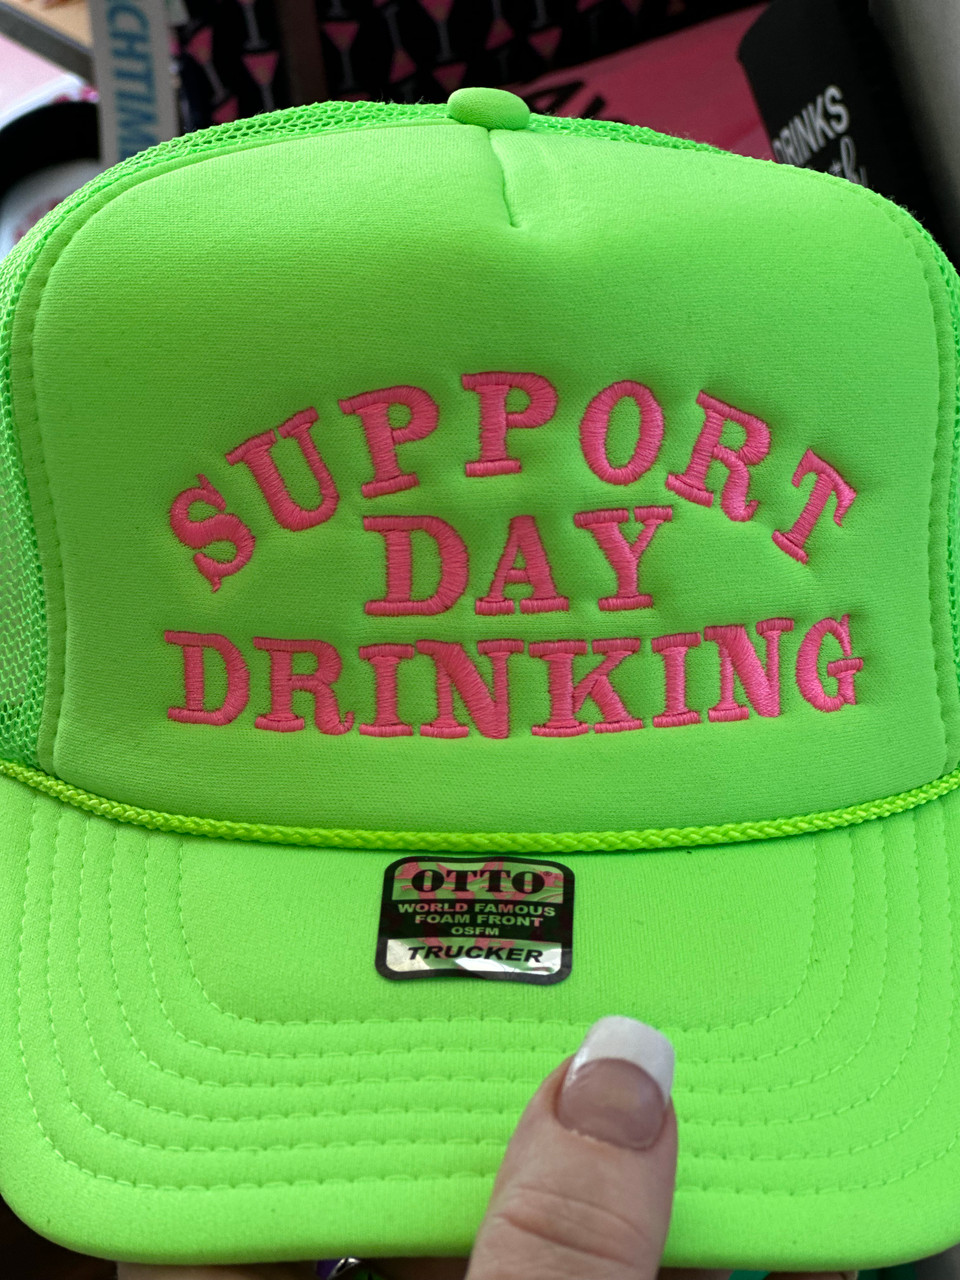 SUPPORT
DAY
DRINKING
OTTO
WORLD FAMOUS
FOAM FRONT
OSFM
TRUCKER
DRINKS